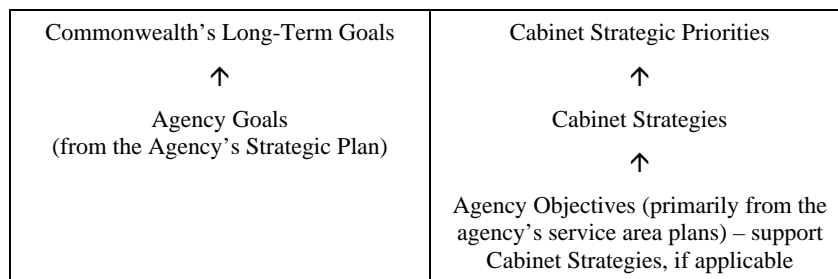 Commonwealth’s Long-Term Goals
↑
Agency Goals
(from the Agency’s Strategic Plan)
Cabinet Strategic Priorities
↑
Cabinet Strategies
↑
Agency Objectives (primarily from the
agency’s service area plans) – support
Cabinet Strategies, if applicable